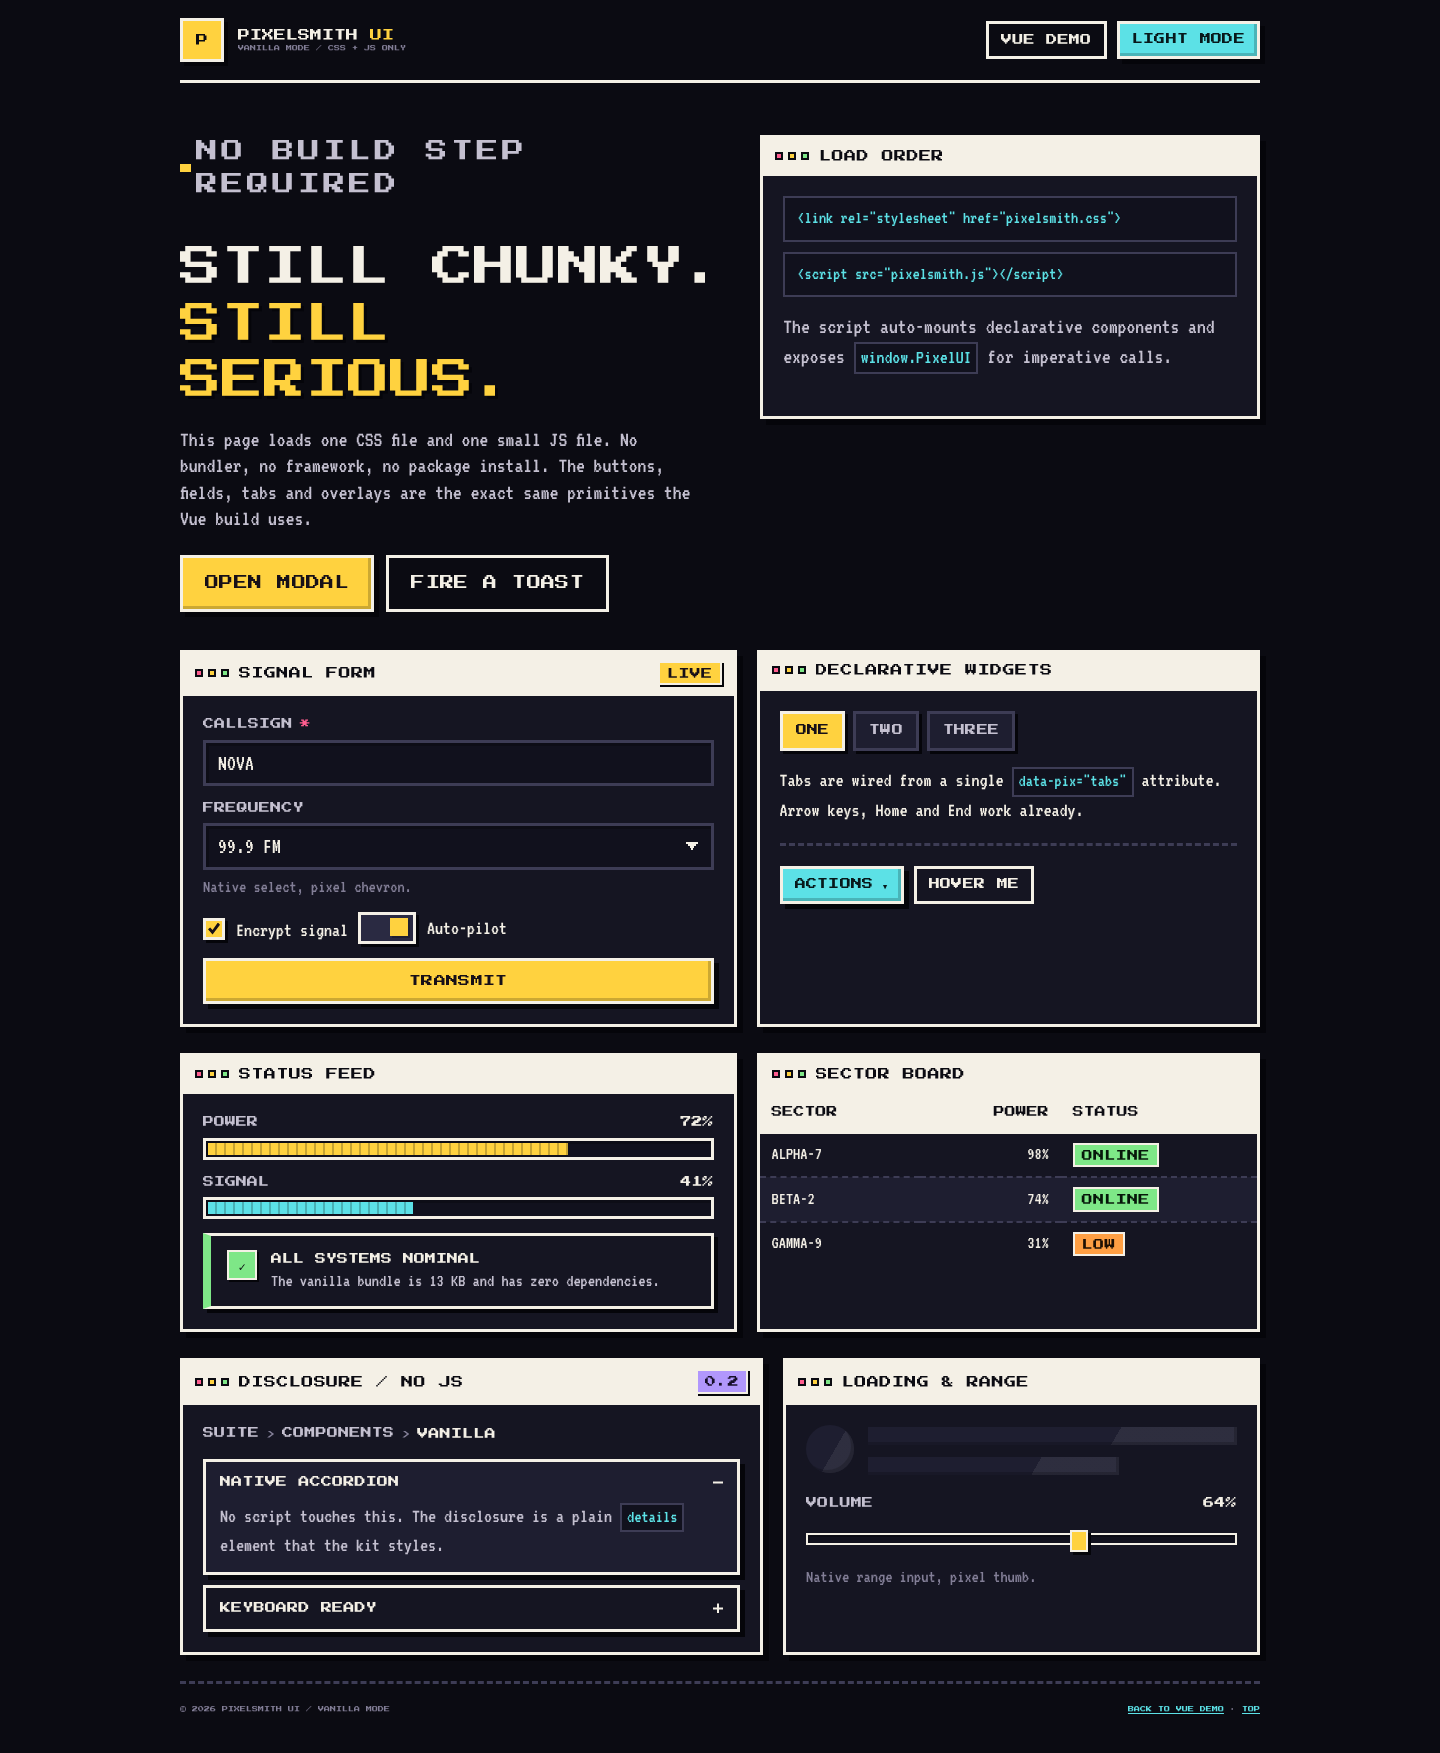 P
PIXELSMITH UI
VANILLA MODE / CSS + JS ONLY
VUE DEMO
LIGHT MODE
NO BUILD STEP
REQUIRED
STILL CHUNKY.
STILL
SERIOUS.
This page loads one CSS file and one small JS file. No
bundler, no framework, no package install. The buttons,
fields, tabs and overlays are the exact same primitives the
Vue build uses.
OPEN MODAL
FIRE A TOAST
LOAD ORDER
<link rel="stylesheet" href="pixelsmith.css">
<script src="pixelsmith.js"></script>
The script auto-mounts declarative components and
exposes window.PixelUI for imperative calls.
SIGNAL FORM
LIVE
CALLSIGN *
NOVA
FREQUENCY
99.9 FM
Native select, pixel chevron.
Encrypt signal
Auto-pilot
TRANSMIT
DECLARATIVE WIDGETS
ONE
TWO
THREE
Tabs are wired from a single data-pix="tabs" attribute.
Arrow keys, Home and End work already.
ACTIONS ▾
HOVER ME
STATUS FEED
POWER 72%
SIGNAL 41%
✓
ALL SYSTEMS NOMINAL
The vanilla bundle is 13 KB and has zero dependencies.
SECTOR BOARD
SECTOR POWER STATUS
ALPHA-7 98% ONLINE
BETA-2 74% ONLINE
GAMMA-9 31% LOW
DISCLOSURE / NO JS
0.2
SUITE > COMPONENTS > VANILLA
NATIVE ACCORDION −
No script touches this. The disclosure is a plain details
element that the kit styles.
KEYBOARD READY +
LOADING & RANGE
VOLUME 64%
Native range input, pixel thumb.
© 2026 PIXELSMITH UI / VANILLA MODE
BACK TO VUE DEMO · TOP